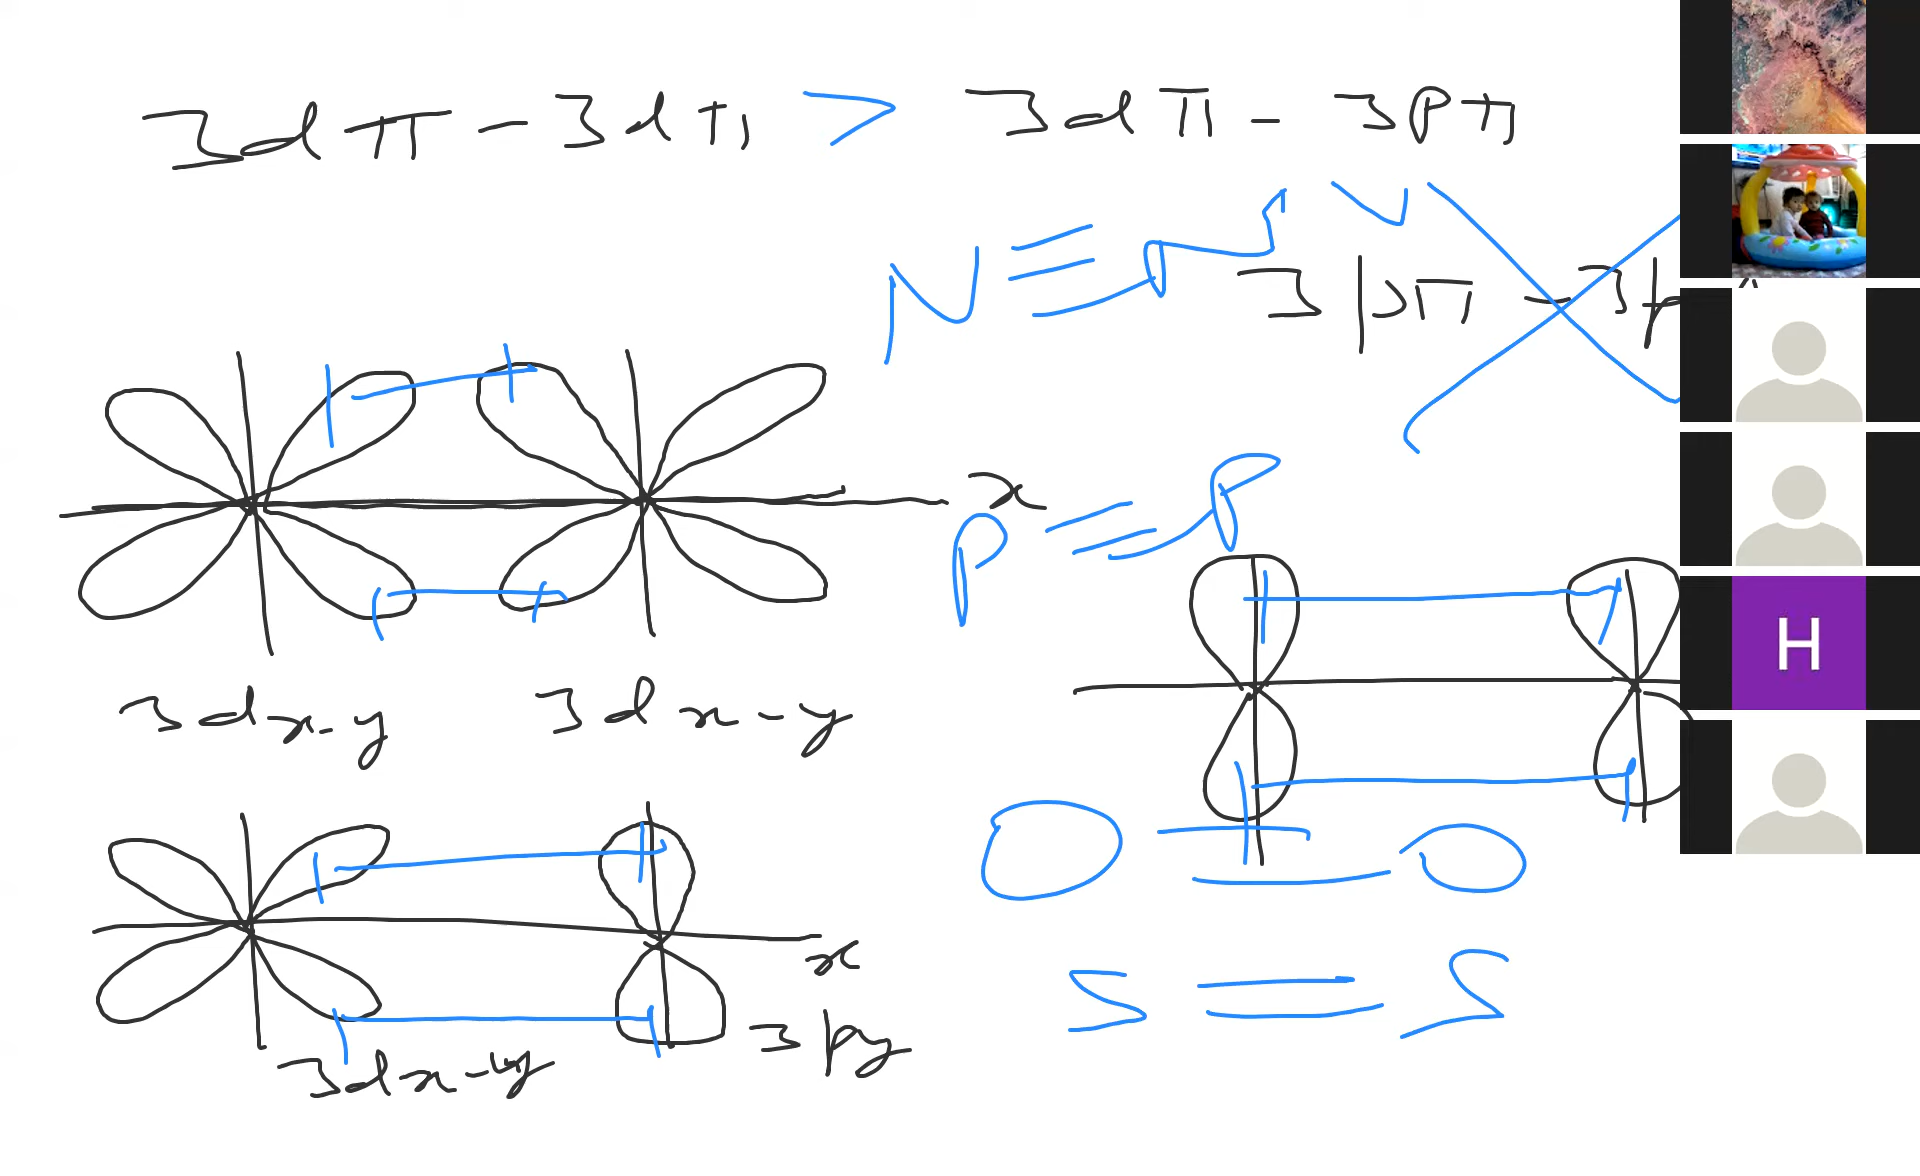 3dπ - 3dπ > 3dπ - 3pπ
N ≡ N
3pπ - 3p
x
P ≡ P
3dx-y 3dx-y
O = O
x
S = S
3dx-y 3py
H